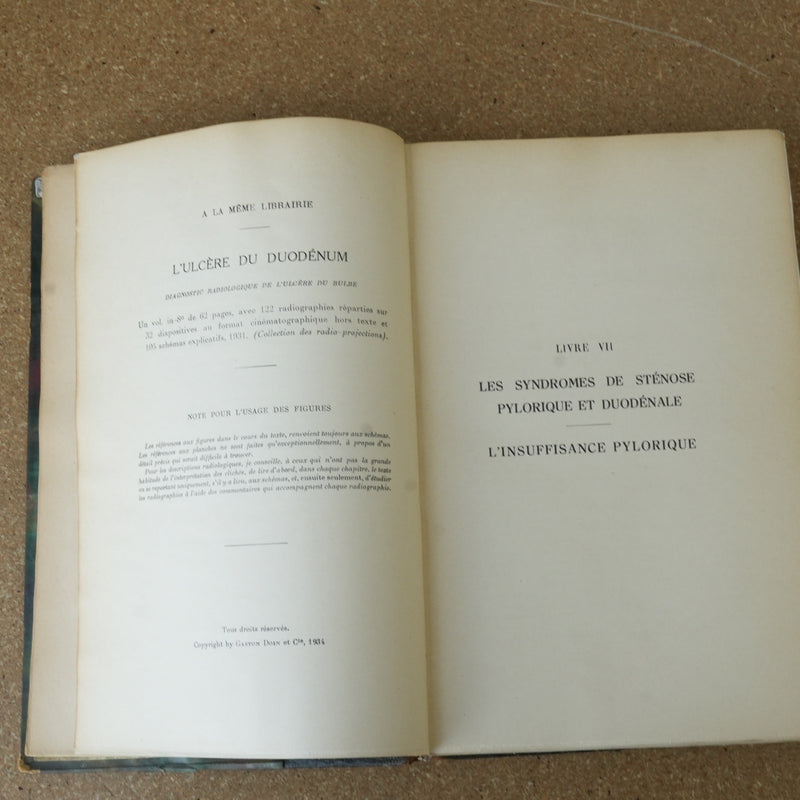 A LA MÊME LIBRAIRIE
L'ULCÈRE DU DUODÉNUM
DIAGNOSTIC RADIOLOGIQUE DE L'ULCÈRE DU BULBE
Un vol. in-8º de 62 pages, avec 122 radiographies réparties sur
32 dispositives au format cinématographique hors texte et
105 schémas explicatifs, 1931. (Collection des radio-projections).
NOTE POUR L'USAGE DES FIGURES
Les références aux figures dans le cours du texte, renvoient toujours aux schémas.
Les références aux planches ne sont faites qu'exceptionnellement, à propos d'un
détail précis qui serait difficile à trouver.
Pour les descriptions radiologiques, je conseille, à ceux qui n'ont pas la grande
habitude de l'interprétation des clichés, de lire d'abord, dans chaque chapitre, le texte
en se reportant uniquement, s'il y a lieu, aux schémas, et, ensuite seulement, d'étudier
les radiographies à l'aide des commentaires qui accompagnent chaque radiographie.
Tous droits réservés.
Copyright by GASTON DOIN et Cie, 1934
LIVRE VII
LES SYNDROMES DE STÉNOSE
PYLORIQUE ET DUODÉNALE
L'INSUFFISANCE PYLORIQUE